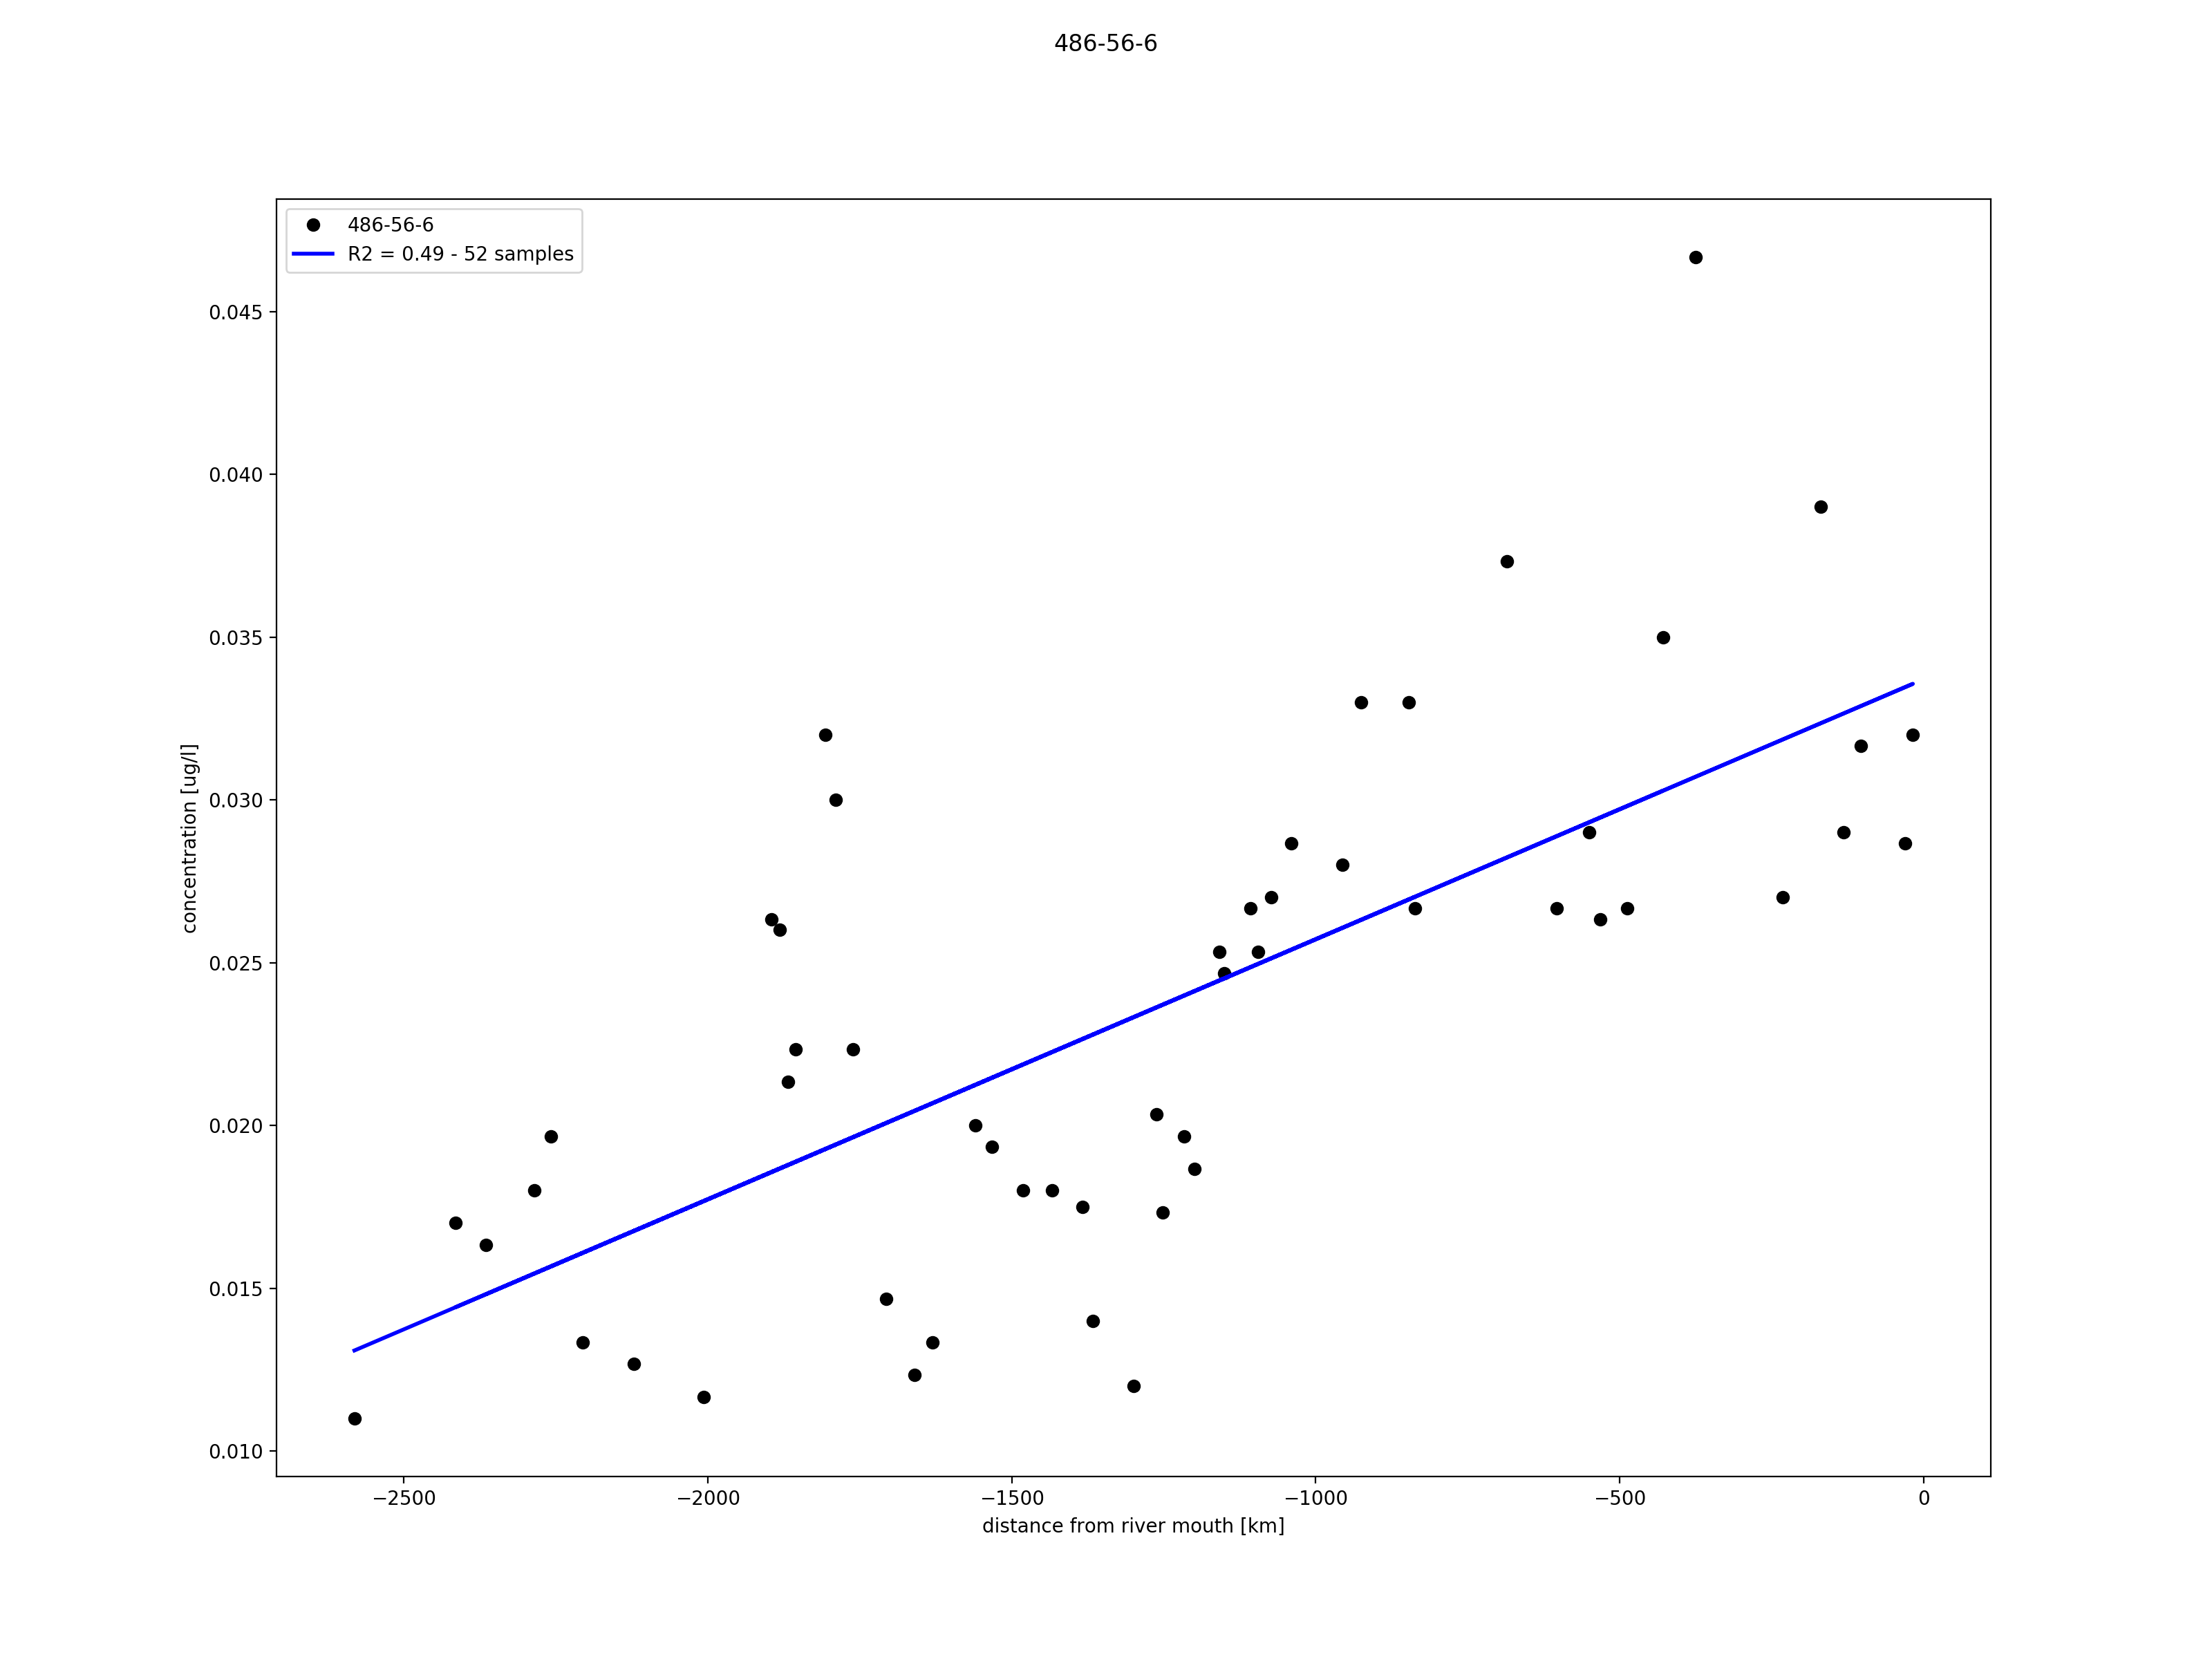 486-56-6
486-56-6
R2 = 0.49 - 52 samples
0.045
0.040
0.035
0.030
0.025
0.020
0.015
0.010
concentration [ug/l]
−2500 −2000 −1500 −1000 −500 0
distance from river mouth [km]